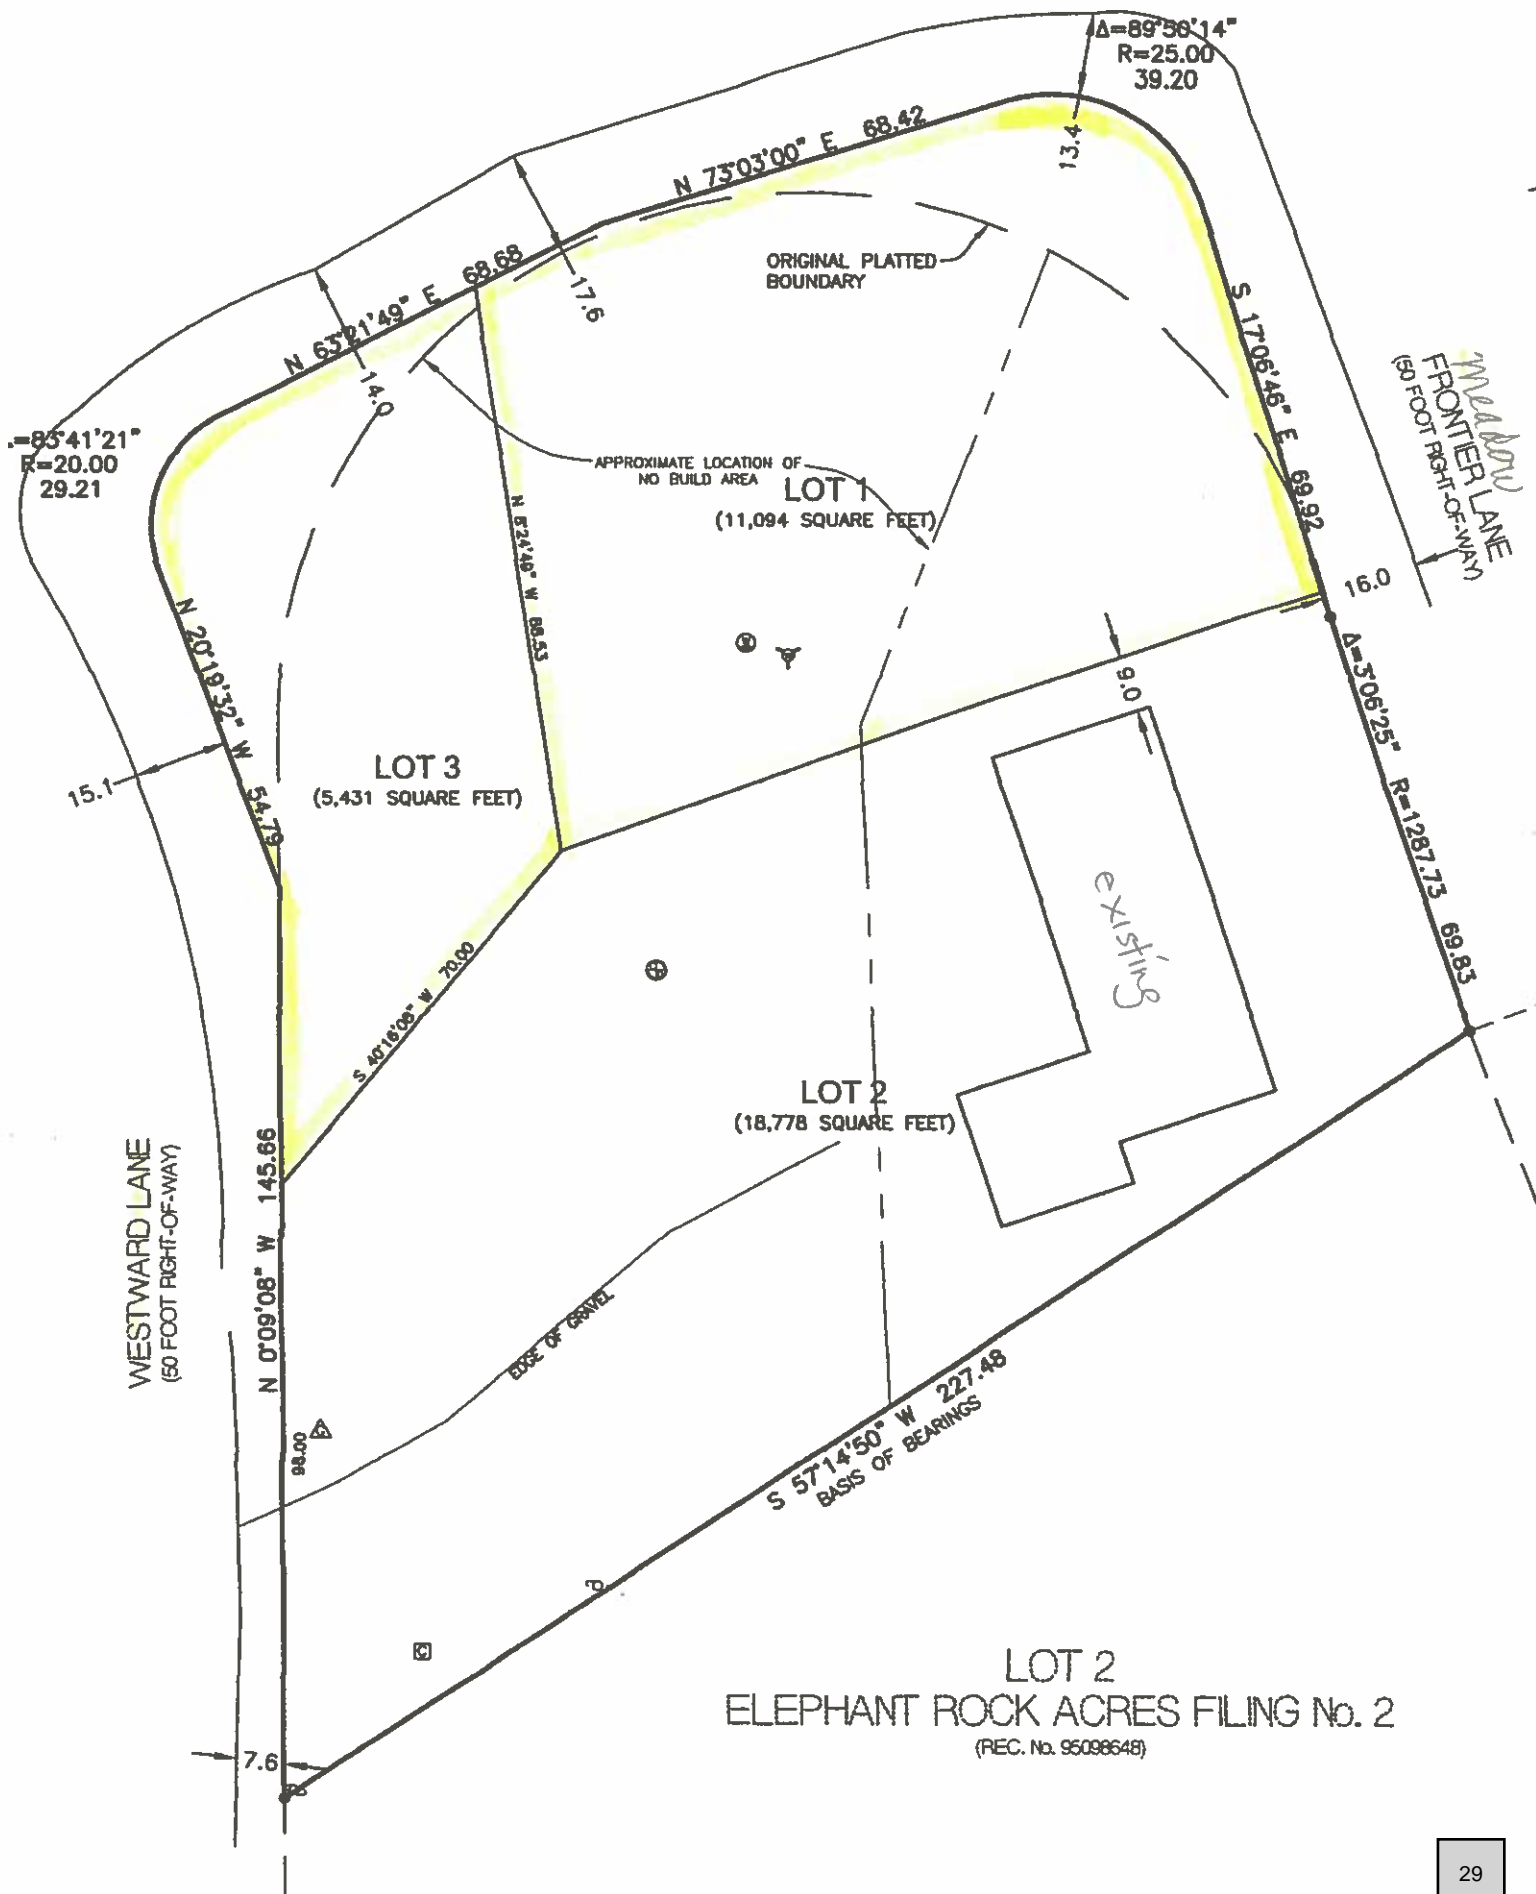 Δ=89°50'14"
R=25.00
39.20
N 73°03'00" E 68.42
13.4
N 63°21'49" E 68.68
17.6
14.0
ORIGINAL PLATTED
BOUNDARY
S 17°06'46" E 69.92
meadow
FRONTIER LANE
(50 FOOT RIGHT-OF-WAY)
.=83°41'21"
R=20.00
29.21
APPROXIMATE LOCATION OF
NO BUILD AREA
LOT 1
(11,094 SQUARE FEET)
W 88.53
16.0
N 20°19'32" W 54.79
9.0
Δ=3°06'25" R=1287.73 69.83
15.1
LOT 3
(5,431 SQUARE FEET)
existing
S 40°16'08" W 70.00
LOT 2
(18,778 SQUARE FEET)
WESTWARD LANE
(50 FOOT RIGHT-OF-WAY)
N 0°09'08" W 145.66
EDGE OF GRAVEL
98.00
S 57°14'50" W 227.48
BASIS OF BEARINGS
C
LOT 2
ELEPHANT ROCK ACRES FILING No. 2
(REC. No. 95098648)
7.6
29